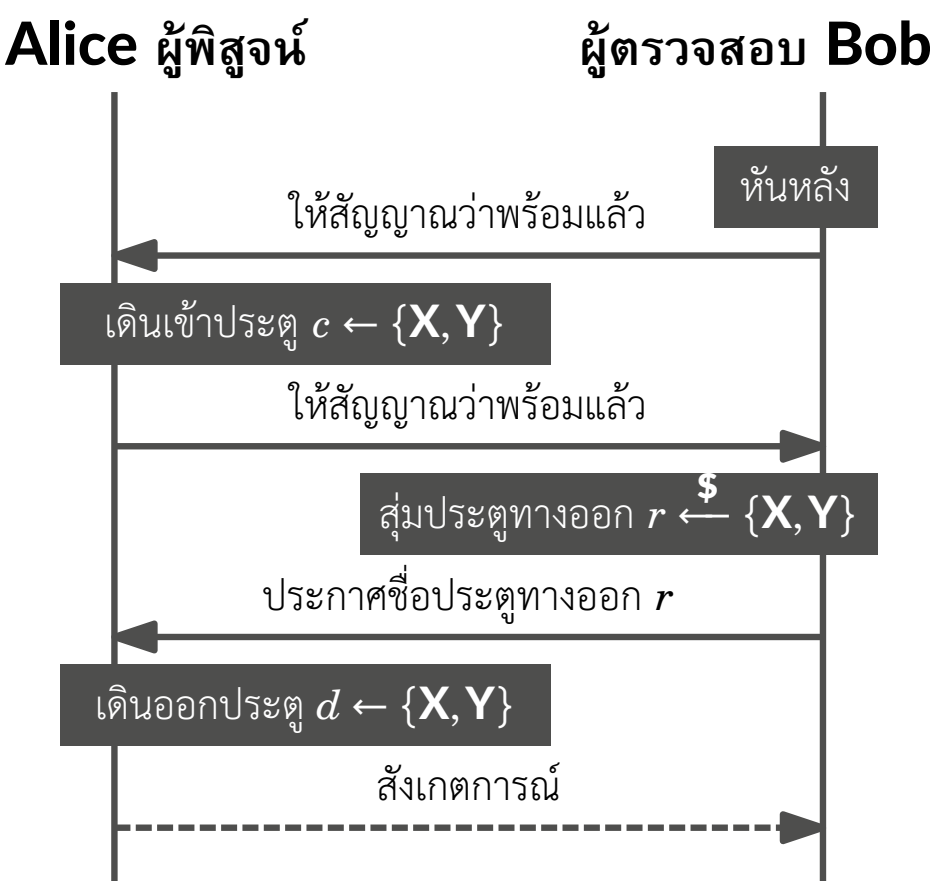 Alice ผู้พิสูจน์
ผู้ตรวจสอบ Bob
หันหลัง
ให้สัญญาณว่าพร้อมแล้ว
เดินเข้าประตู c ← {X, Y}
ให้สัญญาณว่าพร้อมแล้ว
สุ่มประตูทางออก r ←$ {X, Y}
ประกาศชื่อประตูทางออก r
เดินออกประตู d ← {X, Y}
สังเกตการณ์